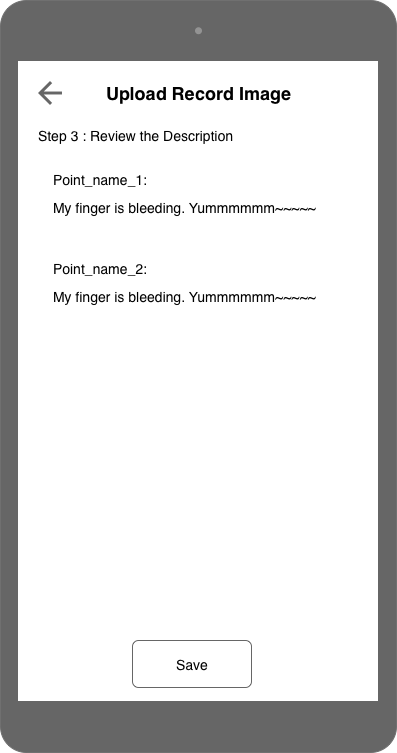 Upload Record Image
Step 3 : Review the Description
Point_name_1:
My finger is bleeding. Yummmmmm~~~~~
Point_name_2:
My finger is bleeding. Yummmmmm~~~~~
Save